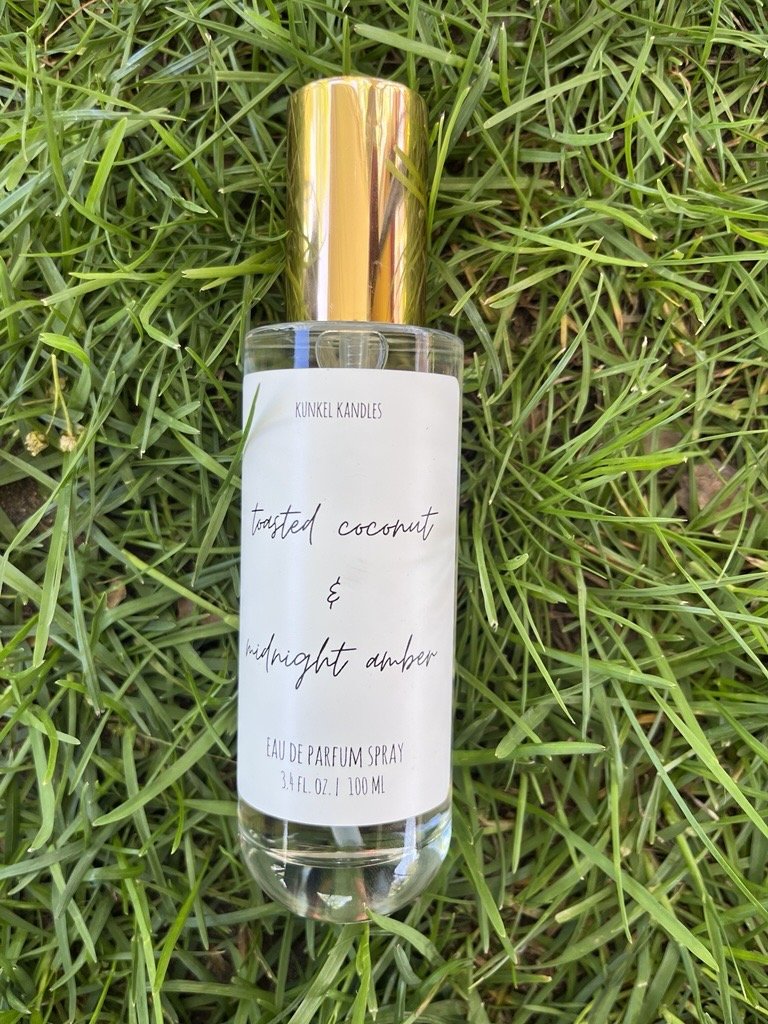 KUNKEL KANDLES
toasted coconut
&
midnight amber
EAU DE PARFUM SPRAY
3.4 FL. OZ. | 100 ML